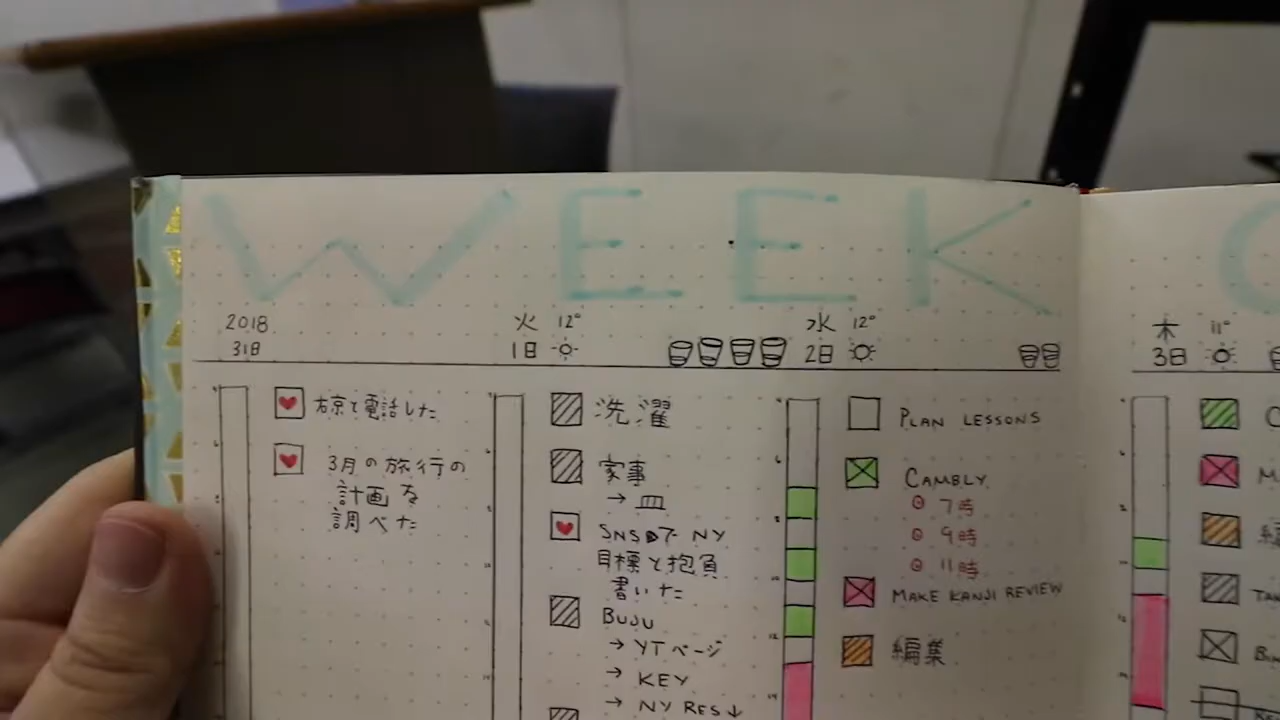 WEEK
2018
31日
火 12°
1日
水 12°
2日
木 11°
3日
右京と電話した
3月の旅行の
計画を
調べた
洗濯
家事
→ 皿
SNSで NY
目標と抱負
書いた
BUJU
→ YTページ
→ KEY
→ NY RES↓
PLAN LESSONS
CAMBLY
7時
9時
11時
MAKE KANJI REVIEW
編集